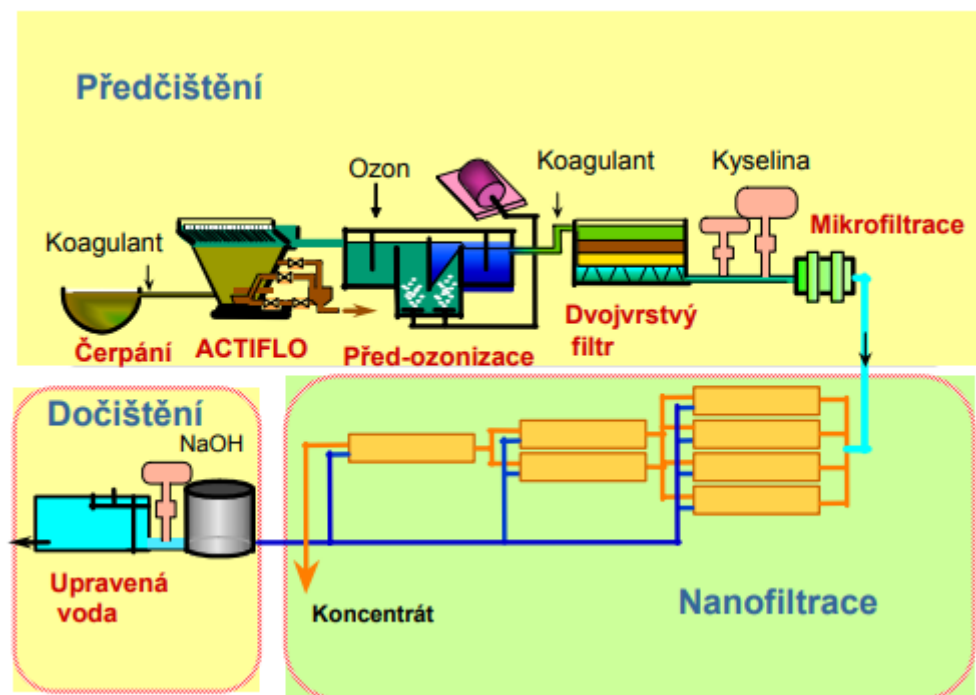 Předčištění
Ozon
Koagulant
Kyselina
Koagulant
Mikrofiltrace
Čerpání
ACTIFLO
Před-ozonizace
Dvojvrstvý
filtr
Dočištění
NaOH
Upravená
voda
Koncentrát
Nanofiltrace